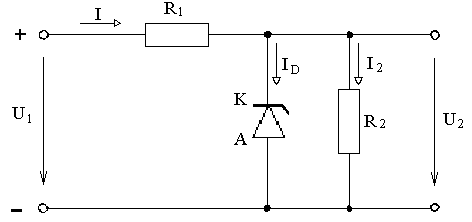 I R1
+
K ID I2
U1 A R2 U2
-